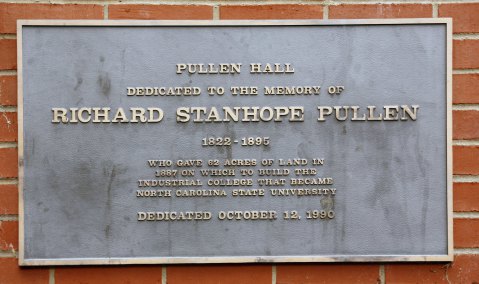 PULLEN HALL
DEDICATED TO THE MEMORY OF
RICHARD STANHOPE PULLEN
1822-1895
WHO GAVE 62 ACRES OF LAND IN
1887 ON WHICH TO BUILD THE
INDUSTRIAL COLLEGE THAT BECAME
NORTH CAROLINA STATE UNIVERSITY
DEDICATED OCTOBER 12, 1990